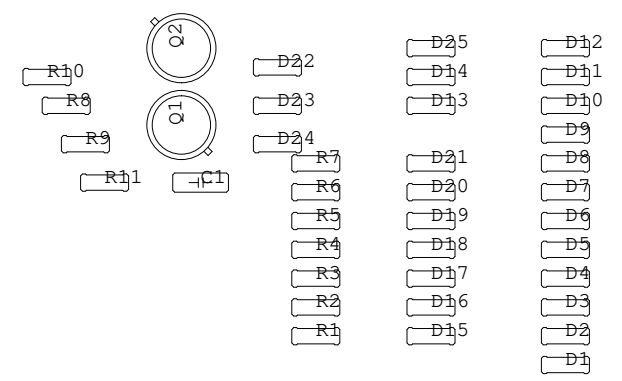 Q2 D25 D12
D22
R10 D14 D11
R8 Q1 D23 D13 D10
D9
R9 D24
R7 D21 D8
R11 C1
R6 D20 D7
R5 D19 D6
R4 D18 D5
R3 D17 D4
R2 D16 D3
R1 D15 D2
D1